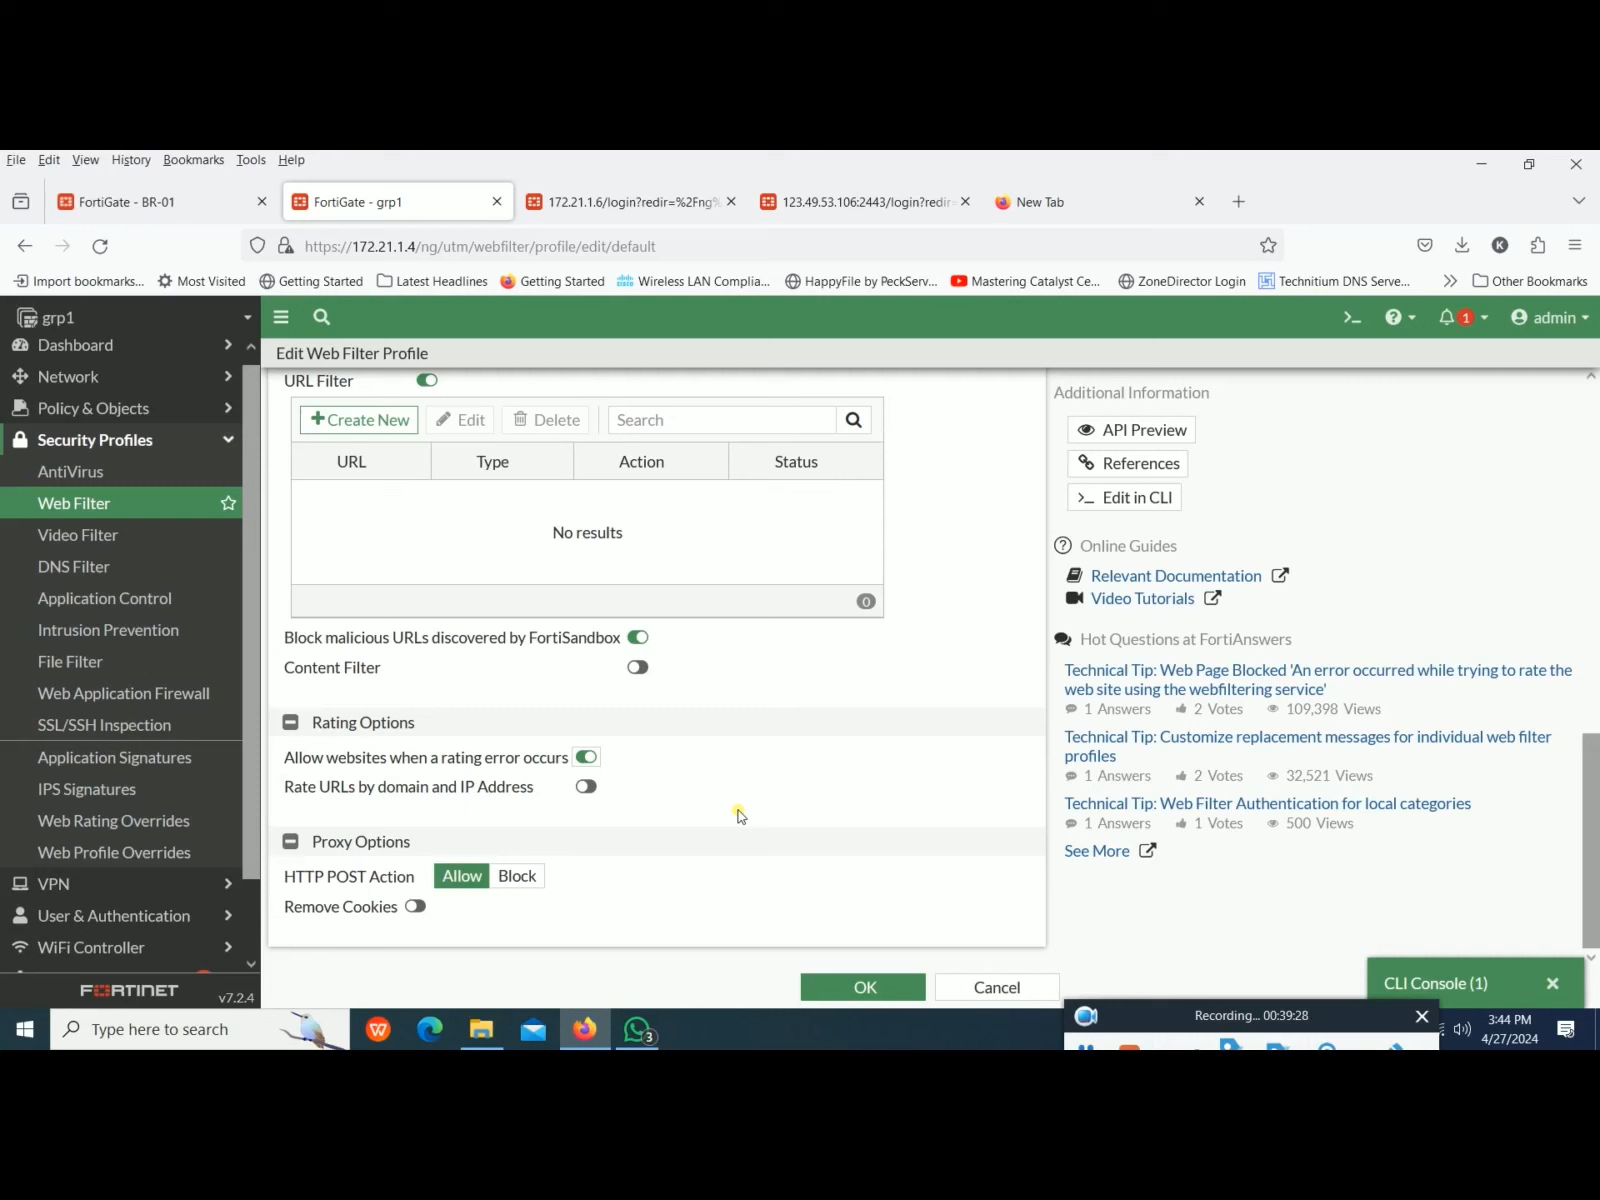 File Edit View History Bookmarks Tools Help
FortiGate - BR-01
FortiGate - grp1
172.21.1.6/login?redir=%2Fng%
123.49.53.106:2443/login?redir=
New Tab
https://172.21.1.4/ng/utm/webfilter/profile/edit/default
K
Import bookmarks...
Most Visited
Getting Started
Latest Headlines
Getting Started
Wireless LAN Complia...
HappyFile by PeckServ...
Mastering Catalyst Ce...
ZoneDirector Login
Technitium DNS Serve...
Other Bookmarks
grp1
1
admin
Dashboard
Network
Policy & Objects
Security Profiles
AntiVirus
Web Filter
Video Filter
DNS Filter
Application Control
Intrusion Prevention
File Filter
Web Application Firewall
SSL/SSH Inspection
Application Signatures
IPS Signatures
Web Rating Overrides
Web Profile Overrides
VPN
User & Authentication
WiFi Controller
FORTINET
v7.2.4
Edit Web Filter Profile
URL Filter
Create New
Edit
Delete
Search
URL Type Action Status
No results
0
Block malicious URLs discovered by FortiSandbox
Content Filter
Rating Options
Allow websites when a rating error occurs
Rate URLs by domain and IP Address
Proxy Options
HTTP POST Action Allow Block
Remove Cookies
OK
Cancel
Additional Information
API Preview
References
>_ Edit in CLI
Online Guides
Relevant Documentation
Video Tutorials
Hot Questions at FortiAnswers
Technical Tip: Web Page Blocked 'An error occurred while trying to rate the
web site using the webfiltering service'
1 Answers 2 Votes 109,398 Views
Technical Tip: Customize replacement messages for individual web filter
profiles
1 Answers 2 Votes 32,521 Views
Technical Tip: Web Filter Authentication for local categories
1 Answers 1 Votes 500 Views
See More
CLI Console (1)
Recording... 00:39:28
Type here to search
W
3
3:44 PM
4/27/2024